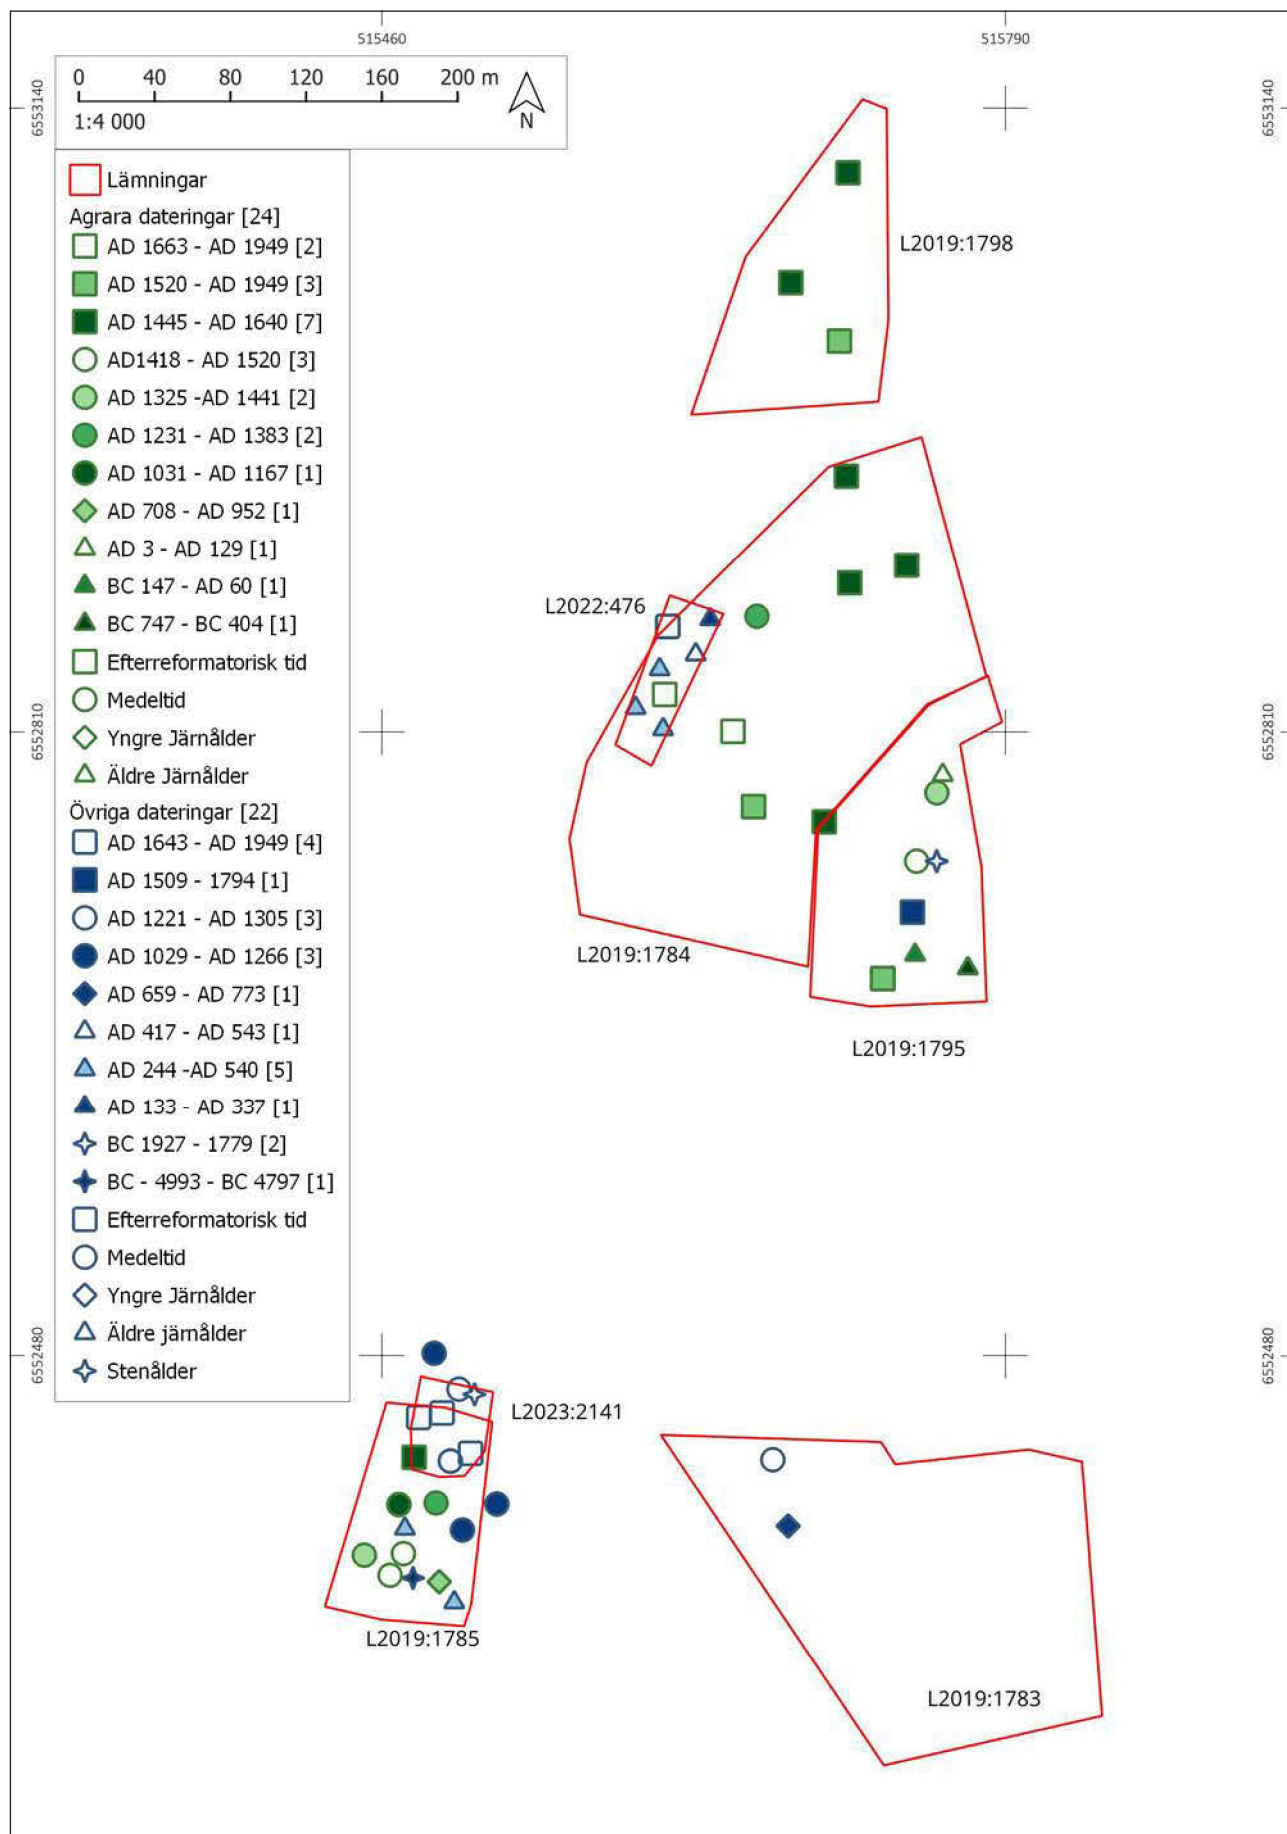 515460
515790
0 40 80 120 160 200 m
1:4 000
N
6553140
6553140
Lämningar
Agrara dateringar [24]
AD 1663 - AD 1949 [2]
AD 1520 - AD 1949 [3]
AD 1445 - AD 1640 [7]
AD1418 - AD 1520 [3]
AD 1325 -AD 1441 [2]
AD 1231 - AD 1383 [2]
AD 1031 - AD 1167 [1]
AD 708 - AD 952 [1]
AD 3 - AD 129 [1]
BC 147 - AD 60 [1]
BC 747 - BC 404 [1]
Efterreformatorisk tid
Medeltid
Yngre Järnålder
Äldre Järnålder
Övriga dateringar [22]
AD 1643 - AD 1949 [4]
AD 1509 - 1794 [1]
AD 1221 - AD 1305 [3]
AD 1029 - AD 1266 [3]
AD 659 - AD 773 [1]
AD 417 - AD 543 [1]
AD 244 -AD 540 [5]
AD 133 - AD 337 [1]
BC 1927 - 1779 [2]
BC - 4993 - BC 4797 [1]
Efterreformatorisk tid
Medeltid
Yngre Järnålder
Äldre järnålder
Stenålder
L2019:1798
L2022:476
6552810
6552810
L2019:1784
L2019:1795
6552480
6552480
L2023:2141
L2019:1785
L2019:1783